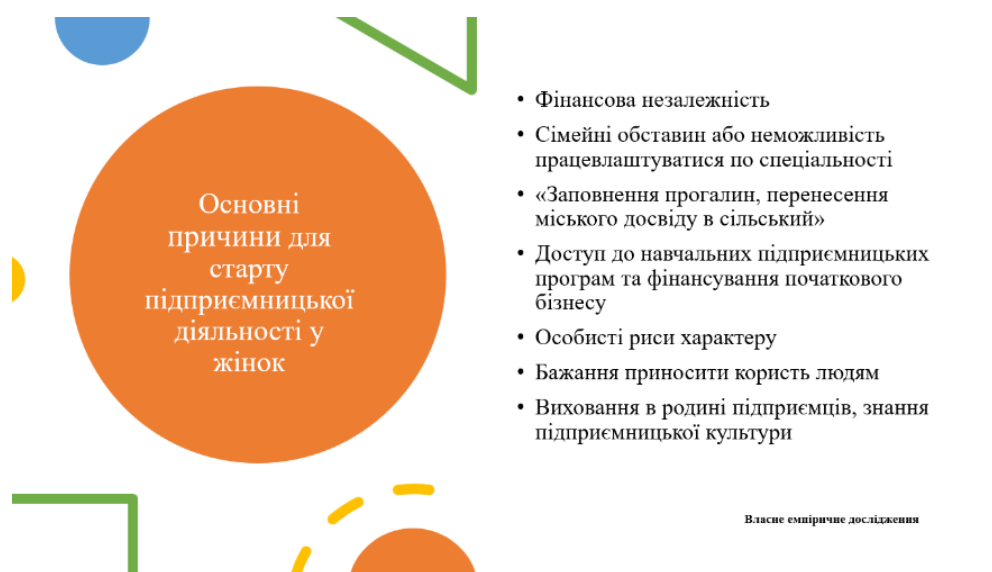 Основні
причини для
старту
підприємницької
діяльності у
жінок
• Фінансова незалежність
• Сімейні обставин або неможливість
працевлаштуватися по спеціальності
• «Заповнення прогалин, перенесення
міського досвіду в сільський»
• Доступ до навчальних підприємницьких
програм та фінансування початкового
бізнесу
• Особисті риси характеру
• Бажання приносити користь людям
• Виховання в родині підприємців, знання
підприємницької культури
Власне емпіричне дослідження